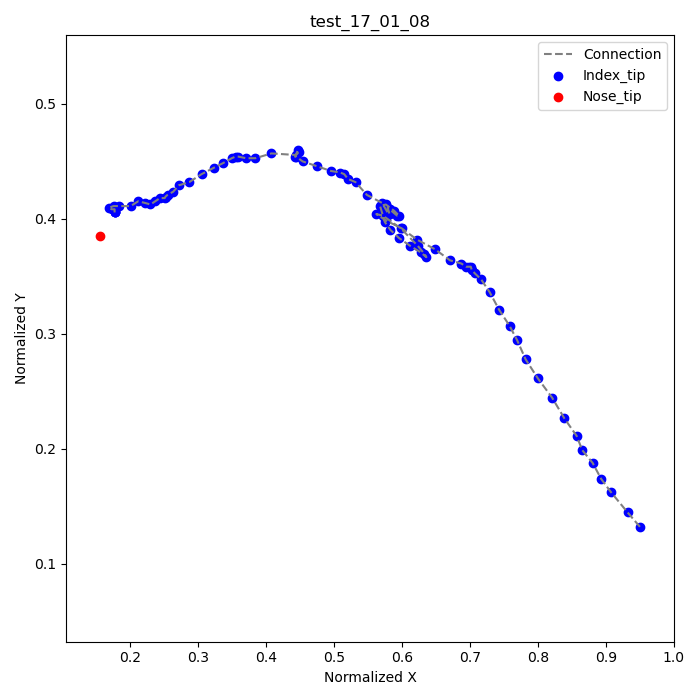 test_17_01_08
Connection
Index_tip
Nose_tip
0.5
0.4
0.3
0.2
0.1
Normalized Y
0.2 0.3 0.4 0.5 0.6 0.7 0.8 0.9 1.0
Normalized X